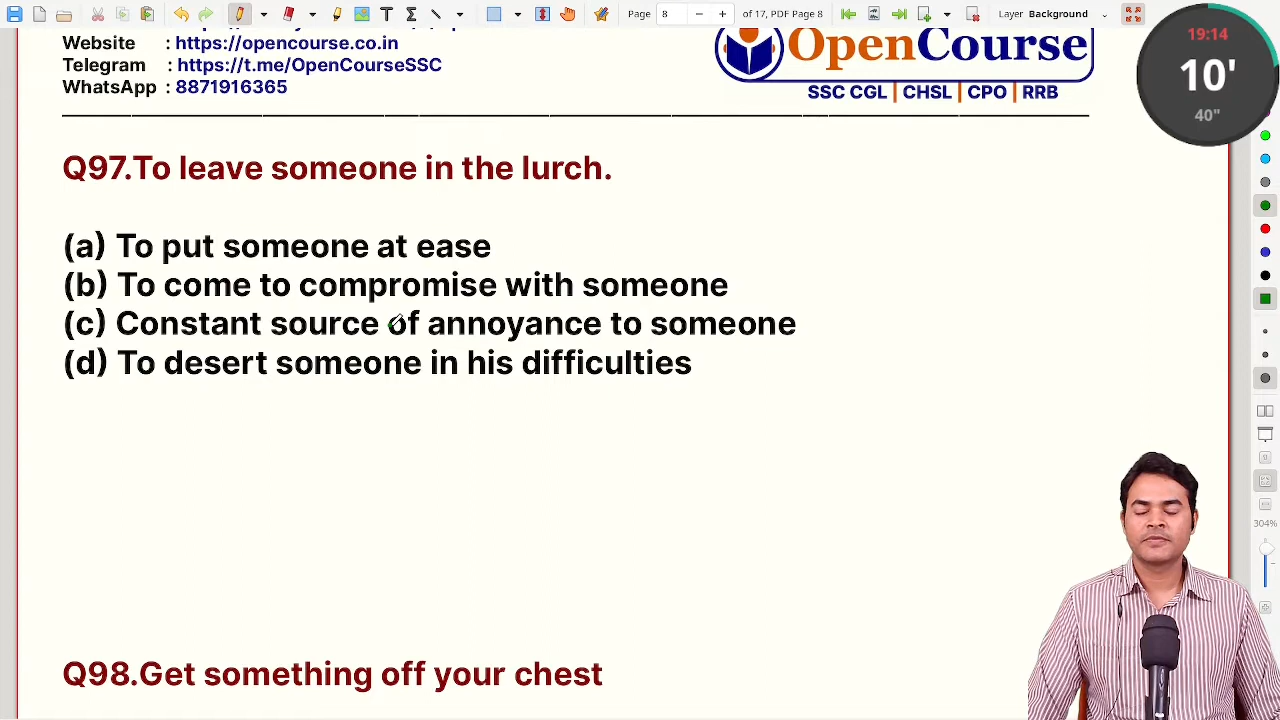 Page 8 of 17, PDF Page 8 Layer Background
Website : https://opencourse.co.in
Telegram : https://t.me/OpenCourseSSC
WhatsApp : 8871916365
OpenCourse
SSC CGL | CHSL | CPO | RRB
19:14
10'
40"
Q97.To leave someone in the lurch.
(a) To put someone at ease
(b) To come to compromise with someone
(c) Constant source of annoyance to someone
(d) To desert someone in his difficulties
304%
Q98.Get something off your chest